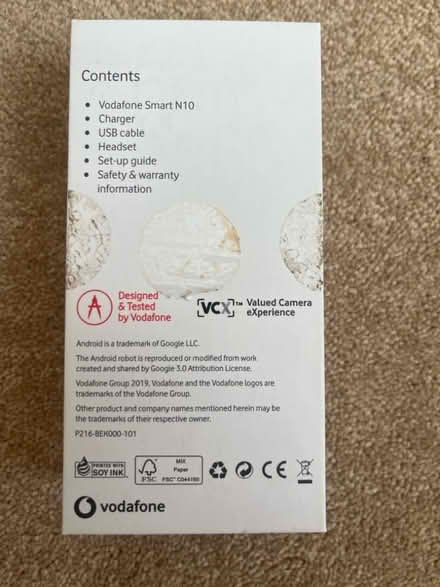 Contents
• Vodafone Smart N10
• Charger
• USB cable
• Headset
• Set-up guide
• Safety & warranty
information
Designed
& Tested
by Vodafone
VCX™ Valued Camera
eXperience
Android is a trademark of Google LLC.
The Android robot is reproduced or modified from work
created and shared by Google 3.0 Attribution License.
Vodafone Group 2019, Vodafone and the Vodafone logos are
trademarks of the Vodafone Group.
Other product and company names mentioned herein may be
the trademarks of their respective owner.
P216-BEK000-101
PRINTED WITH
SOY INK
FSC
MIX
Paper
FSC™ C044160
CE
vodafone